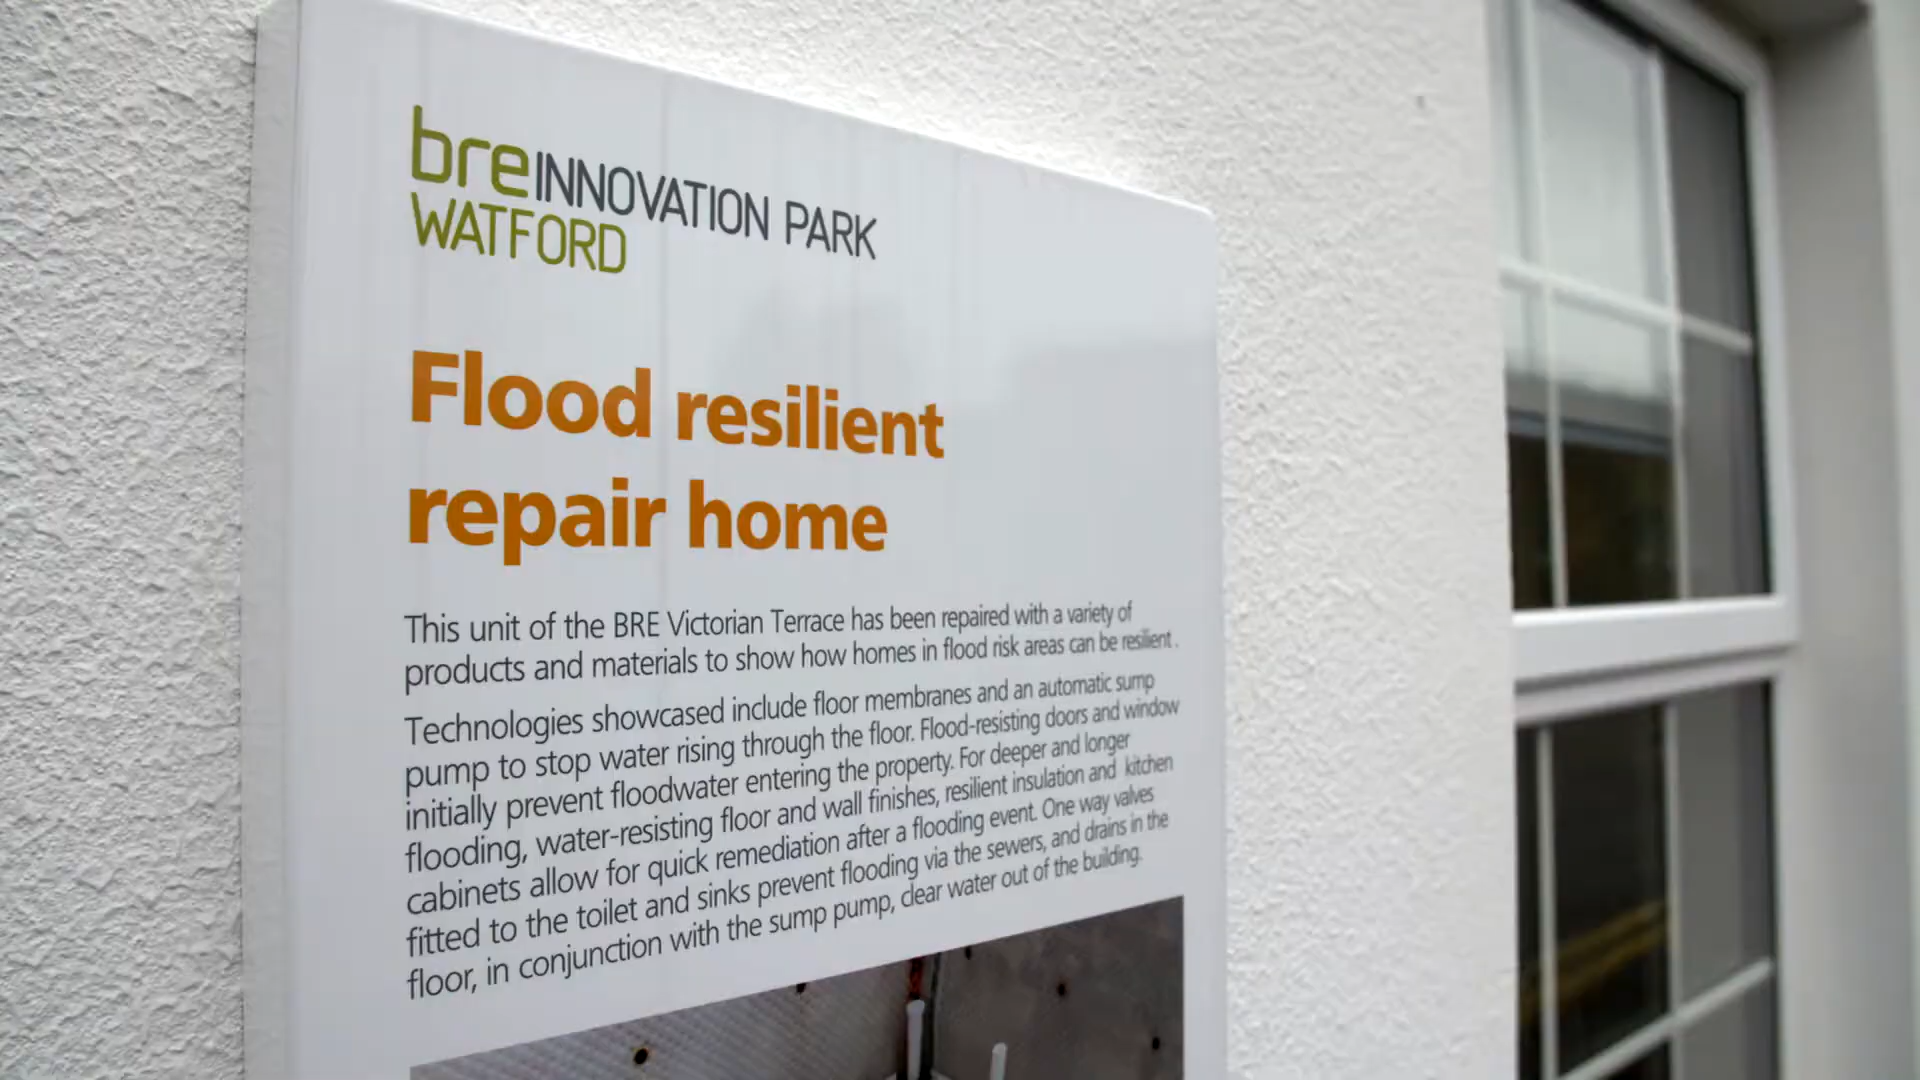 bre INNOVATION PARK
WATFORD
Flood resilient
repair home
This unit of the BRE Victorian Terrace has been repaired with a variety of
products and materials to show how homes in flood risk areas can be resilient.
Technologies showcased include floor membranes and an automatic sump
pump to stop water rising through the floor. Flood-resisting doors and window
initially prevent floodwater entering the property. For deeper and longer
flooding, water-resisting floor and wall finishes, resilient insulation and kitchen
cabinets allow for quick remediation after a flooding event. One way valves
fitted to the toilet and sinks prevent flooding via the sewers, and drains in the
floor, in conjunction with the sump pump, clear water out of the building.